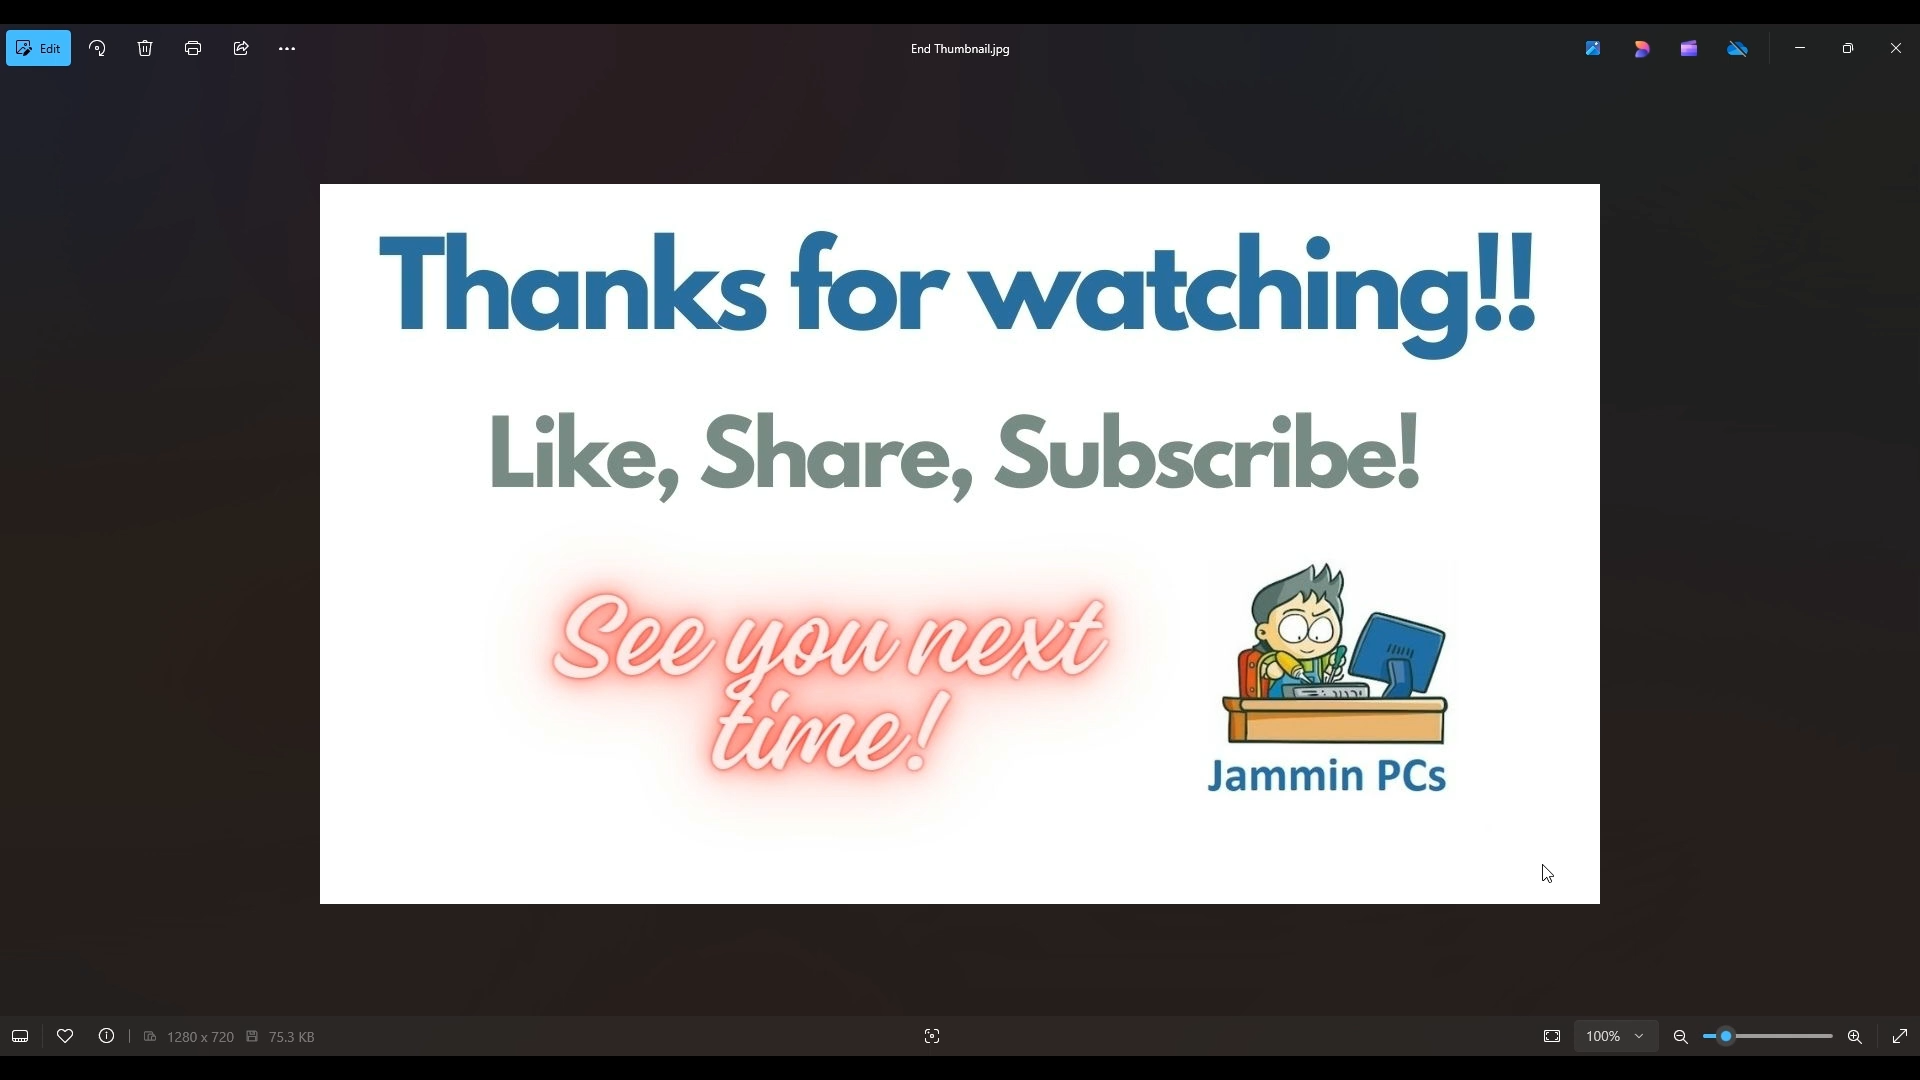 Edit
End Thumbnail.jpg
Thanks for watching!!
Like, Share, Subscribe!
See you next
time!
Jammin PCs
1280 x 720
75.3 KB
100%